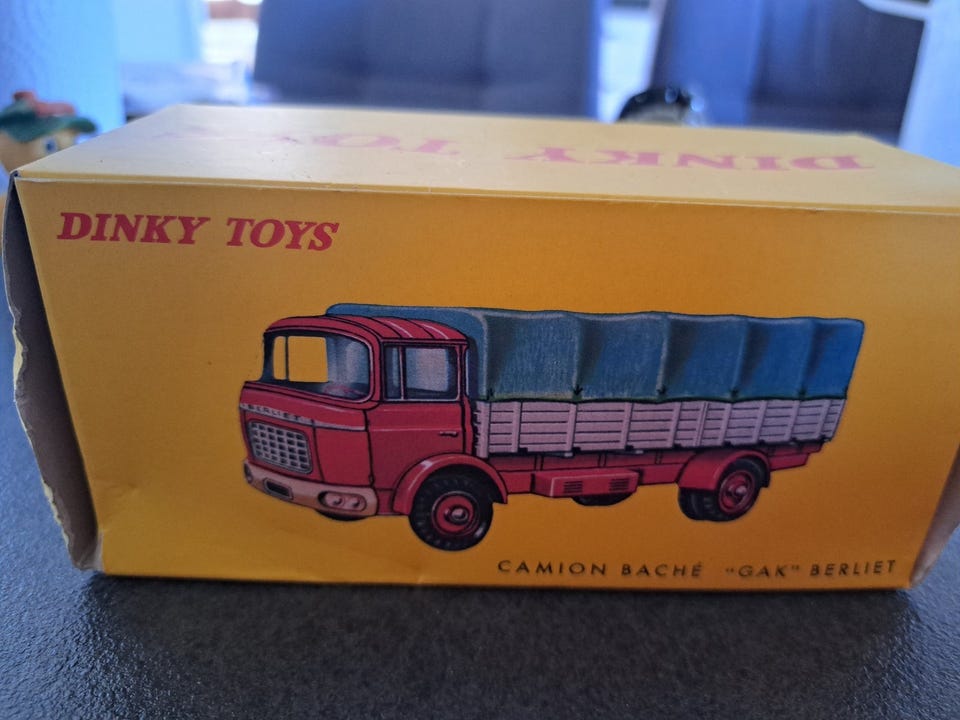 DINKY TOYS
DINKY TOYS
BERLIET
CAMION BACHÉ "GAK" BERLIET